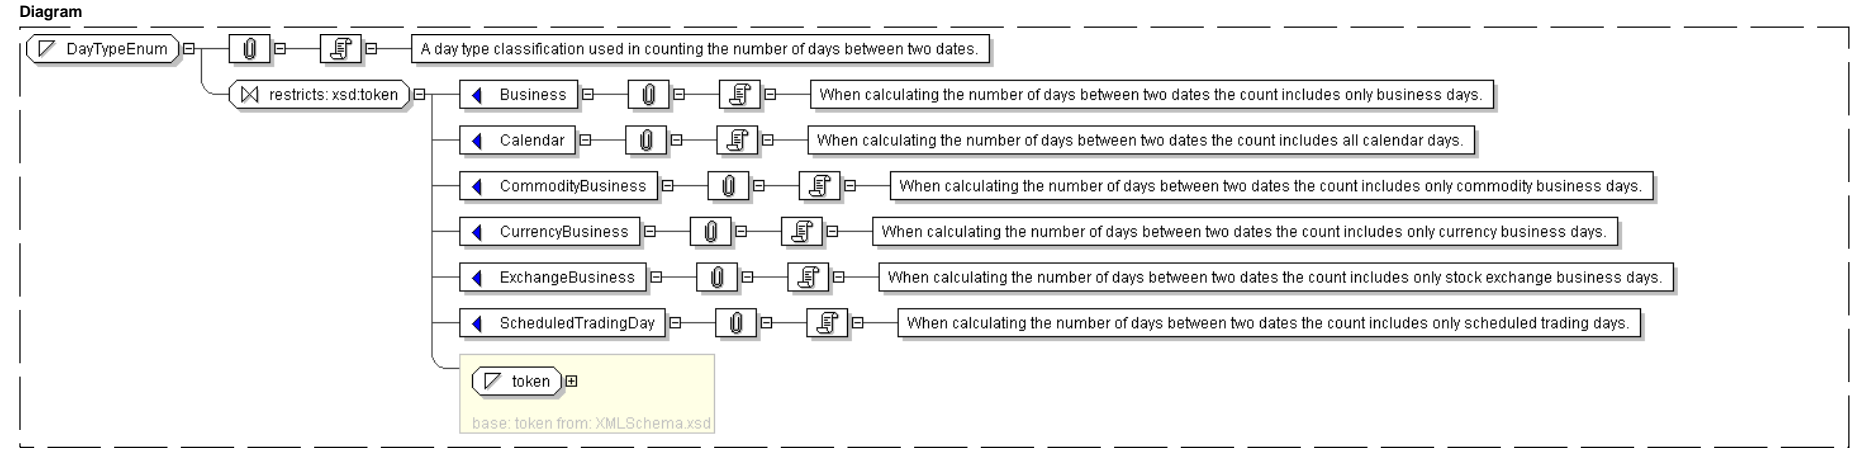 Diagram
DayTypeEnum A day type classification used in counting the number of days between two dates.
restricts: xsd:token Business When calculating the number of days between two dates the count includes only business days.
Calendar When calculating the number of days between two dates the count includes all calendar days.
CommodityBusiness When calculating the number of days between two dates the count includes only commodity business days.
CurrencyBusiness When calculating the number of days between two dates the count includes only currency business days.
ExchangeBusiness When calculating the number of days between two dates the count includes only stock exchange business days.
ScheduledTradingDay When calculating the number of days between two dates the count includes only scheduled trading days.
token
base: token from: XMLSchema.xsd